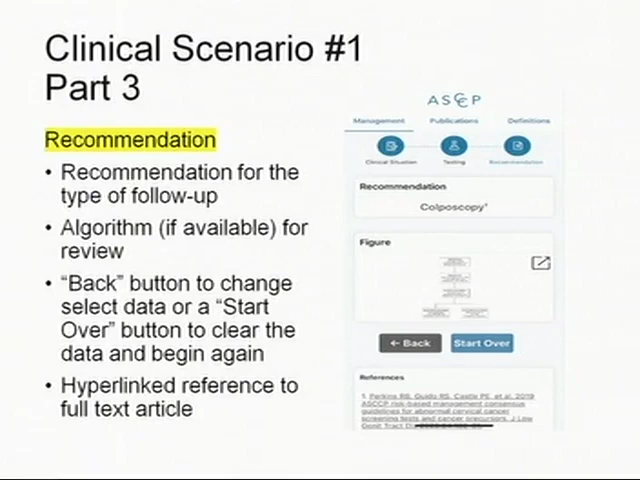 Clinical Scenario #1
Part 3
Recommendation
• Recommendation for the
type of follow-up
• Algorithm (if available) for
review
• “Back” button to change
select data or a “Start
Over” button to clear the
data and begin again
• Hyperlinked reference to
full text article
ASCCP
Management Publications Definitions
Clinical Situation Testing Recommendation
Recommendation
Colposcopy*
Figure
← Back Start Over
References
1. Perkins RB, Guido RS, Castle PE, et al. 2019
ASCCP risk-based management consensus
guidelines for abnormal cervical cancer
screening tests and cancer precursors. J Low
Genit Tract